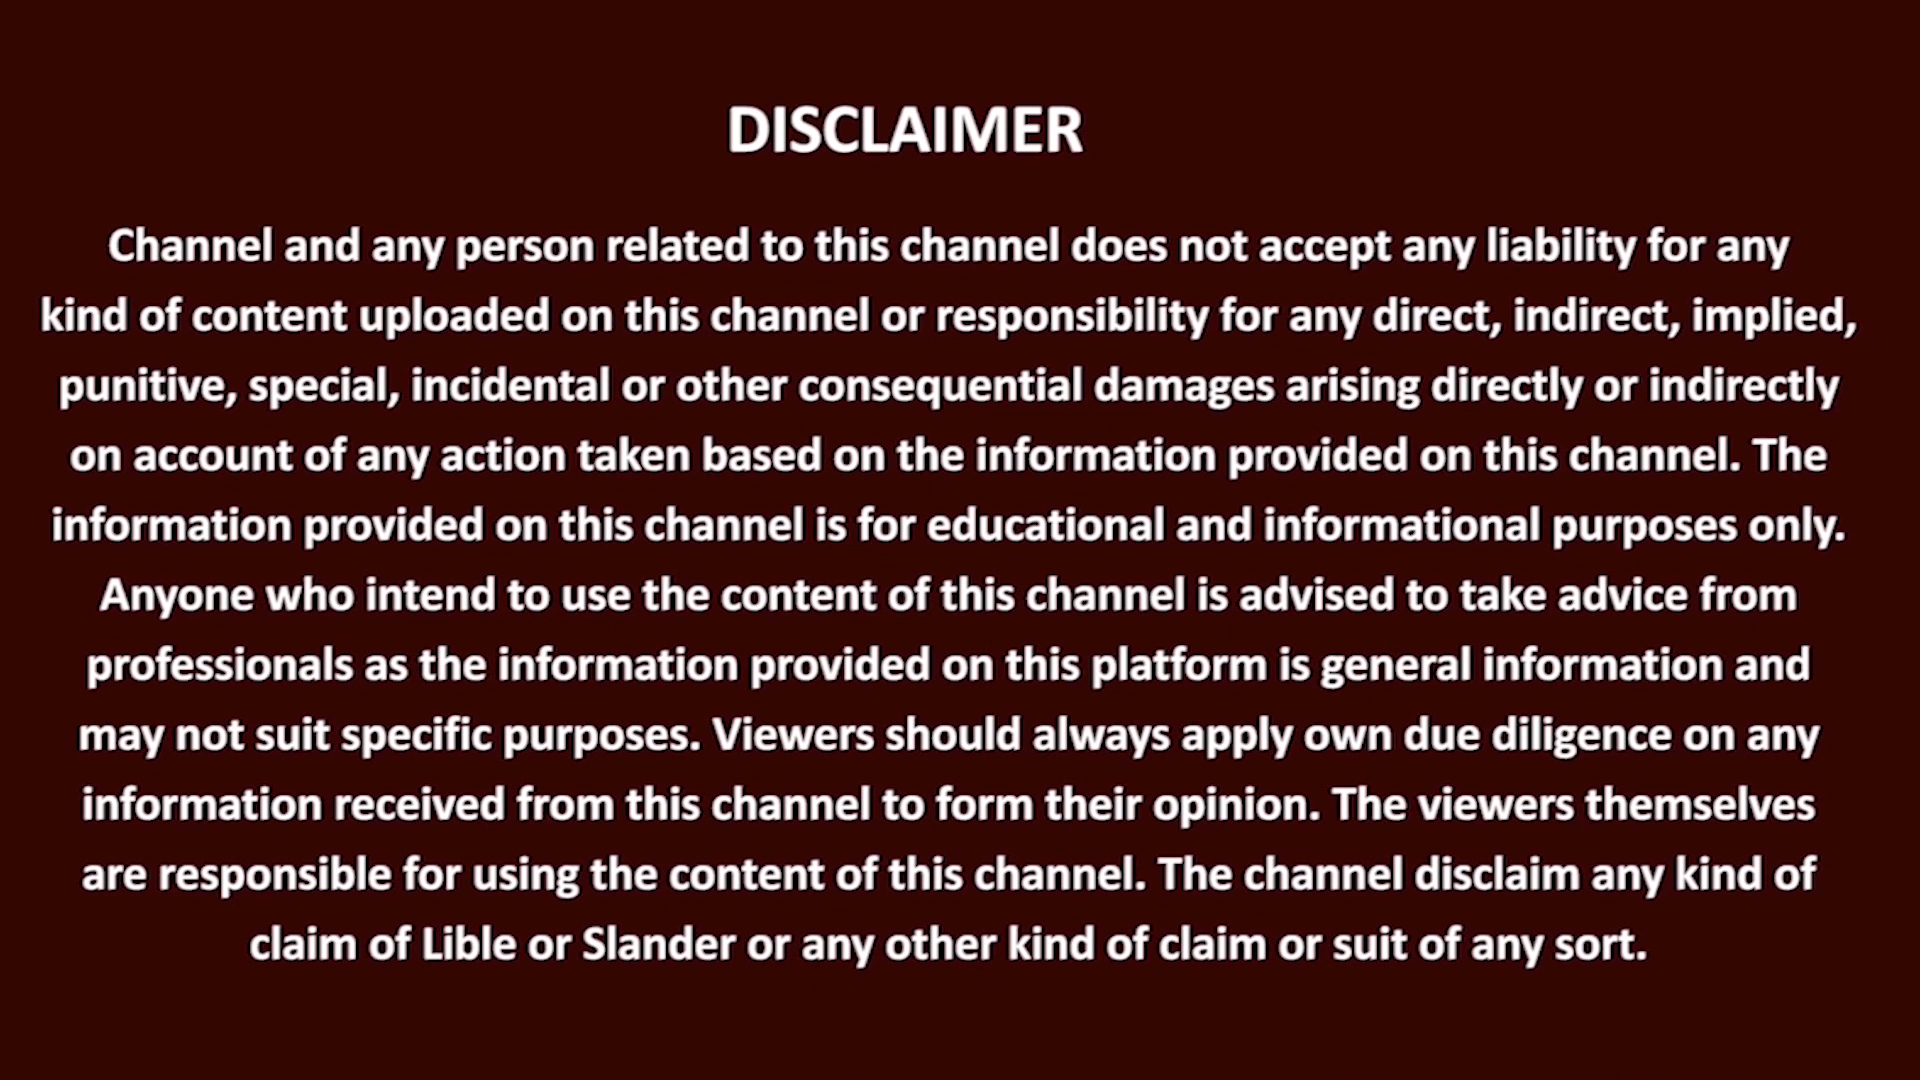 DISCLAIMER
Channel and any person related to this channel does not accept any liability for any
kind of content uploaded on this channel or responsibility for any direct, indirect, implied,
punitive, special, incidental or other consequential damages arising directly or indirectly
on account of any action taken based on the information provided on this channel. The
information provided on this channel is for educational and informational purposes only.
Anyone who intend to use the content of this channel is advised to take advice from
professionals as the information provided on this platform is general information and
may not suit specific purposes. Viewers should always apply own due diligence on any
information received from this channel to form their opinion. The viewers themselves
are responsible for using the content of this channel. The channel disclaim any kind of
claim of Lible or Slander or any other kind of claim or suit of any sort.